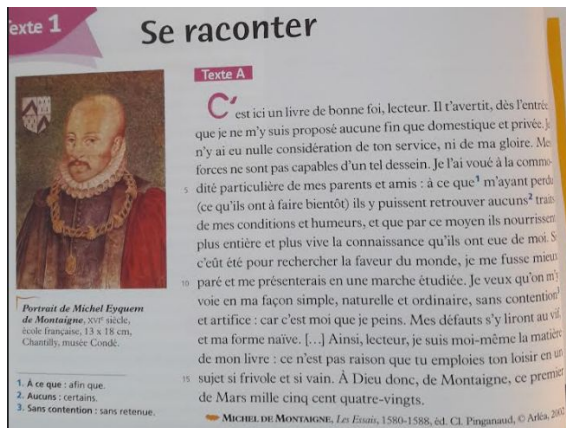 Texte 1
Se raconter
Texte A
C'est ici un livre de bonne foi, lecteur. Il t'avertit, dès l'entrée
que je ne m'y suis proposé aucune fin que domestique et privée. Je
n'y ai eu nulle considération de ton service, ni de ma gloire. Mes
forces ne sont pas capables d'un tel dessein. Je l'ai voué à la commo-
5 dité particulière de mes parents et amis : à ce que¹ m'ayant perdu
(ce qu'ils ont à faire bientôt) ils y puissent retrouver aucuns² traits
de mes conditions et humeurs, et que par ce moyen ils nourrissent
plus entière et plus vive la connaissance qu'ils ont eue de moi. Si
c'eût été pour rechercher la faveur du monde, je me fusse mieux
10 paré et me présenterais en une marche étudiée. Je veux qu'on m'y
voie en ma façon simple, naturelle et ordinaire, sans contention³
et artifice : car c'est moi que je peins. Mes défauts s'y liront au vif,
et ma forme naïve. [...] Ainsi, lecteur, je suis moi-même la matière
de mon livre : ce n'est pas raison que tu emploies ton loisir en un
15 sujet si frivole et si vain. À Dieu donc, de Montaigne, ce premier
de Mars mille cinq cent quatre-vingts.
MICHEL DE MONTAIGNE, Les Essais, 1580-1588, éd. Cl. Pinganaud, © Arléa, 2002
Portrait de Michel Eyquem
de Montaigne, XVIe siècle,
école française, 13 x 18 cm,
Chantilly, musée Condé.
1. À ce que : afin que.
2. Aucuns : certains.
3. Sans contention : sans retenue.